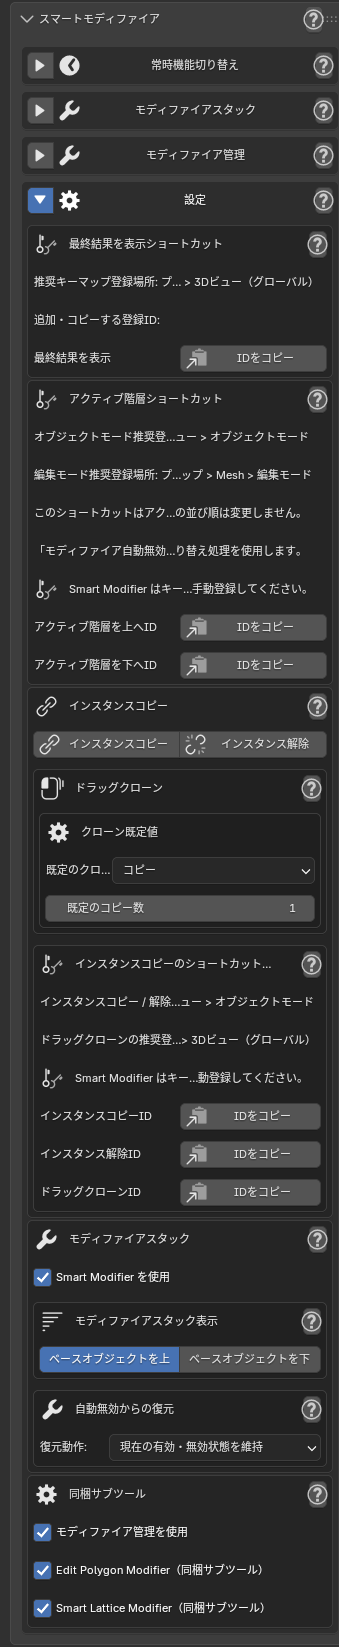 スマートモディファイア
常時機能切り替え
モディファイアスタック
モディファイア管理
設定
最終結果を表示ショートカット
推奨キーマップ登録場所: プ... > 3Dビュー（グローバル）
追加・コピーする登録ID:
最終結果を表示 IDをコピー
アクティブ階層ショートカット
オブジェクトモード推奨登...ュー > オブジェクトモード
編集モード推奨登録場所: プ...ップ > Mesh > 編集モード
このショートカットはアク...の並び順は変更しません。
「モディファイア自動無効...り替え処理を使用します。
Smart Modifier はキー...手動登録してください。
アクティブ階層を上へID IDをコピー
アクティブ階層を下へID IDをコピー
インスタンスコピー
インスタンスコピー インスタンス解除
ドラッグクローン
クローン既定値
既定のクロ... コピー
既定のコピー数 1
インスタンスコピーのショートカット...
インスタンスコピー / 解除...ュー > オブジェクトモード
ドラッグクローンの推奨登...> 3Dビュー（グローバル）
Smart Modifier はキー...動登録してください。
インスタンスコピーID IDをコピー
インスタンス解除ID IDをコピー
ドラッグクローンID IDをコピー
モディファイアスタック
Smart Modifier を使用
モディファイアスタック表示
ベースオブジェクトを上 ベースオブジェクトを下
自動無効からの復元
復元動作: 現在の有効・無効状態を維持
同梱サブツール
モディファイア管理を使用
Edit Polygon Modifier（同梱サブツール）
Smart Lattice Modifier（同梱サブツール）